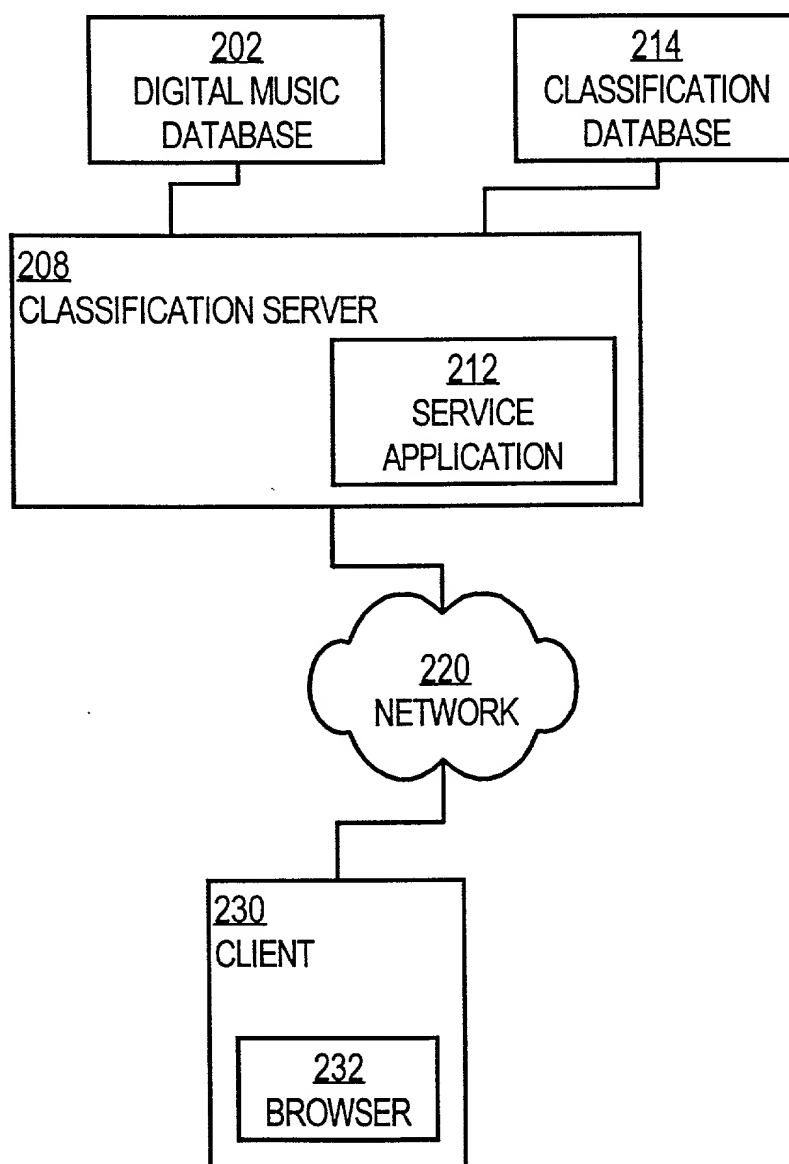 202
DIGITAL MUSIC
DATABASE
214
CLASSIFICATION
DATABASE
208
CLASSIFICATION SERVER
212
SERVICE
APPLICATION
220
NETWORK
230
CLIENT
232
BROWSER